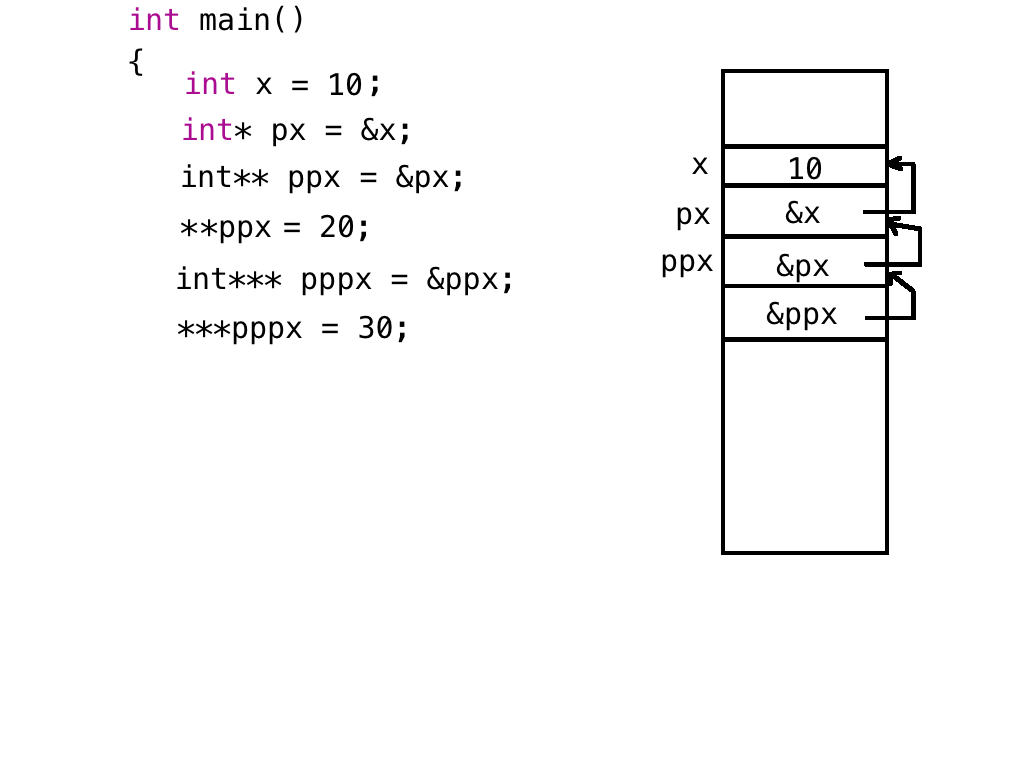 int main()
{
int x = 10;
int* px = &x;
int** ppx = &px;
**ppx = 20;
int*** pppx = &ppx;
***pppx = 30;
x 10
px &x
ppx &px
&ppx